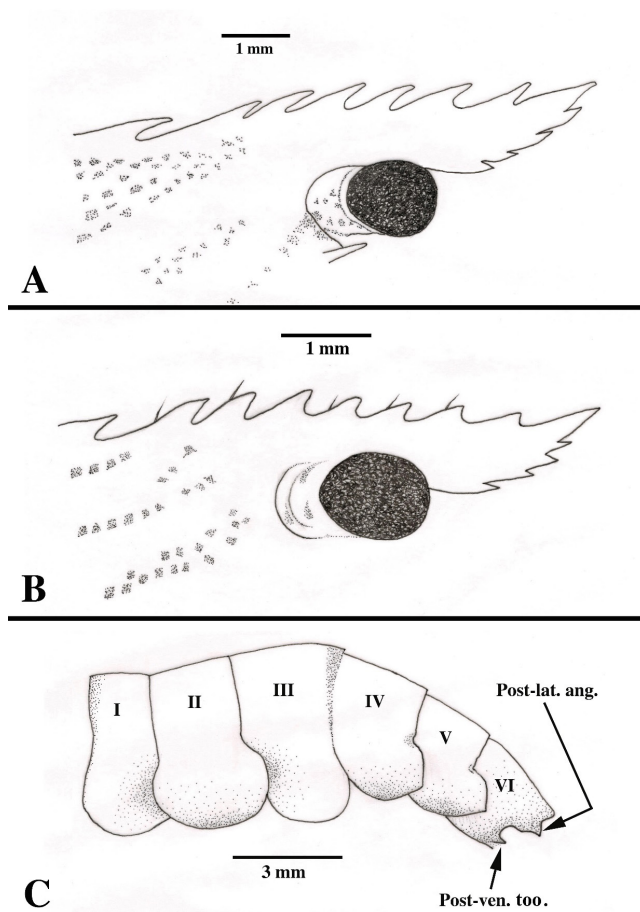 1 mm
A
1 mm
B
I
II
III
IV
V
VI
Post-lat. ang.
3 mm
Post-ven. too.
C